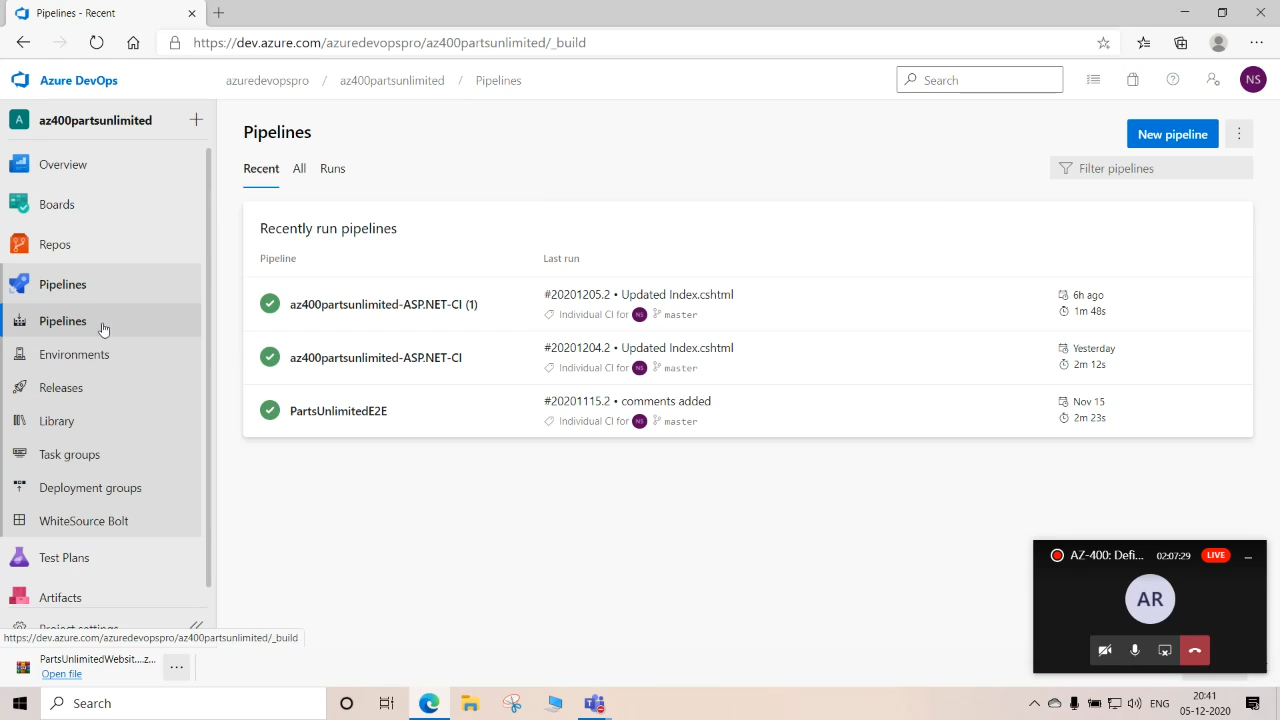 Pipelines - Recent
https://dev.azure.com/azuredevopspro/az400partsunlimited/_build
Azure DevOps
azuredevopspro / az400partsunlimited / Pipelines
Search
NS
A az400partsunlimited
Overview
Boards
Repos
Pipelines
Pipelines
Environments
Releases
Library
Task groups
Deployment groups
WhiteSource Bolt
Test Plans
Artifacts
Project settings
https://dev.azure.com/azuredevopspro/az400partsunlimited/_build
Pipelines
New pipeline
Recent All Runs
Filter pipelines
Recently run pipelines
Pipeline Last run
az400partsunlimited-ASP.NET-CI (1)
#20201205.2 • Updated Index.cshtml
Individual CI for NS master
6h ago
1m 48s
az400partsunlimited-ASP.NET-CI
#20201204.2 • Updated Index.cshtml
Individual CI for NS master
Yesterday
2m 12s
PartsUnlimitedE2E
#20201115.2 • comments added
Individual CI for NS master
Nov 15
2m 23s
AZ-400: Defi... 02:07:29 LIVE
AR
PartsUnlimitedWebsit....z...
Open file
Search
ENG
20:41
05-12-2020